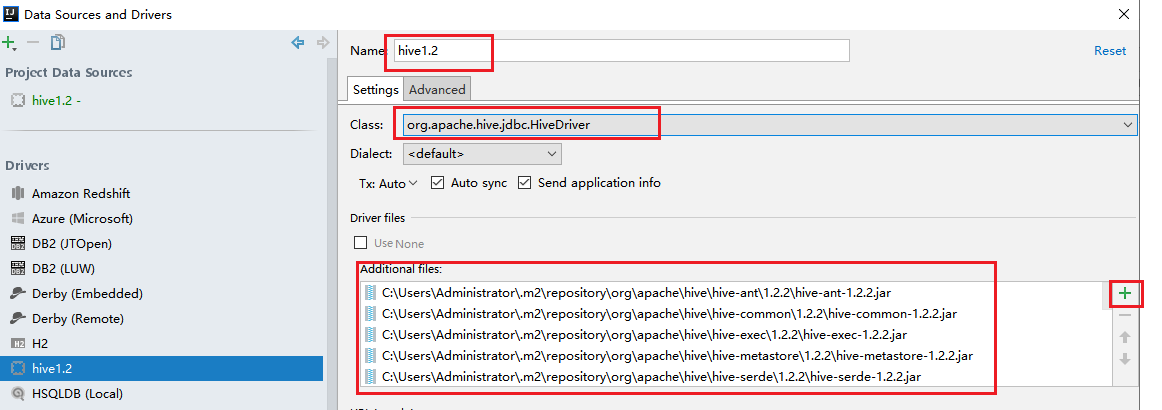 Data Sources and Drivers
Name: hive1.2 Reset
Project Data Sources
hive1.2 -
Settings Advanced
Class: org.apache.hive.jdbc.HiveDriver
Dialect: <default>
Tx: Auto Auto sync Send application info
Driver files
Use None
Additional files:
C:\Users\Administrator\.m2\repository\org\apache\hive\hive-ant\1.2.2\hive-ant-1.2.2.jar
C:\Users\Administrator\.m2\repository\org\apache\hive\hive-common\1.2.2\hive-common-1.2.2.jar
C:\Users\Administrator\.m2\repository\org\apache\hive\hive-exec\1.2.2\hive-exec-1.2.2.jar
C:\Users\Administrator\.m2\repository\org\apache\hive\hive-metastore\1.2.2\hive-metastore-1.2.2.jar
C:\Users\Administrator\.m2\repository\org\apache\hive\hive-serde\1.2.2\hive-serde-1.2.2.jar
Drivers
Amazon Redshift
Azure (Microsoft)
DB2 (JTOpen)
DB2 (LUW)
Derby (Embedded)
Derby (Remote)
H2
hive1.2
HSQLDB (Local)